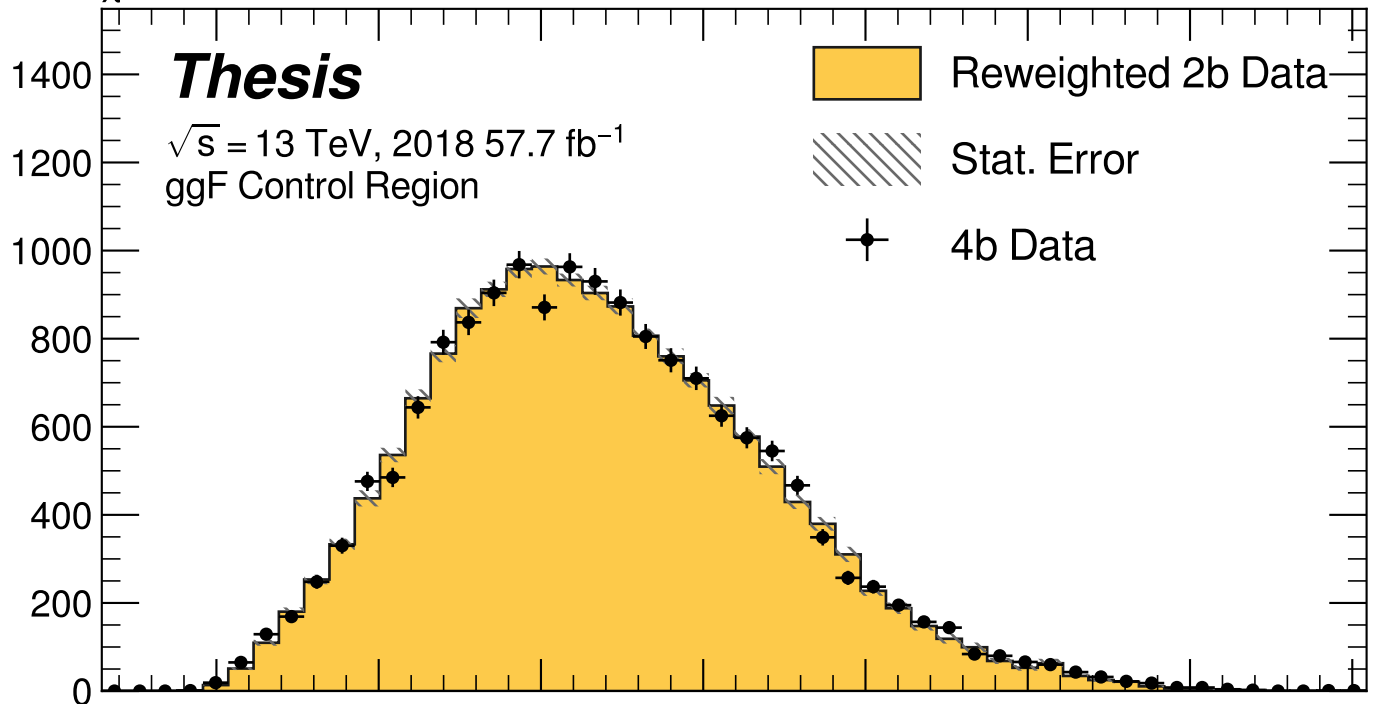 Thesis
√s = 13 TeV, 2018 57.7 fb⁻¹
ggF Control Region
Reweighted 2b Data
Stat. Error
4b Data
1400
1200
1000
800
600
400
200
0